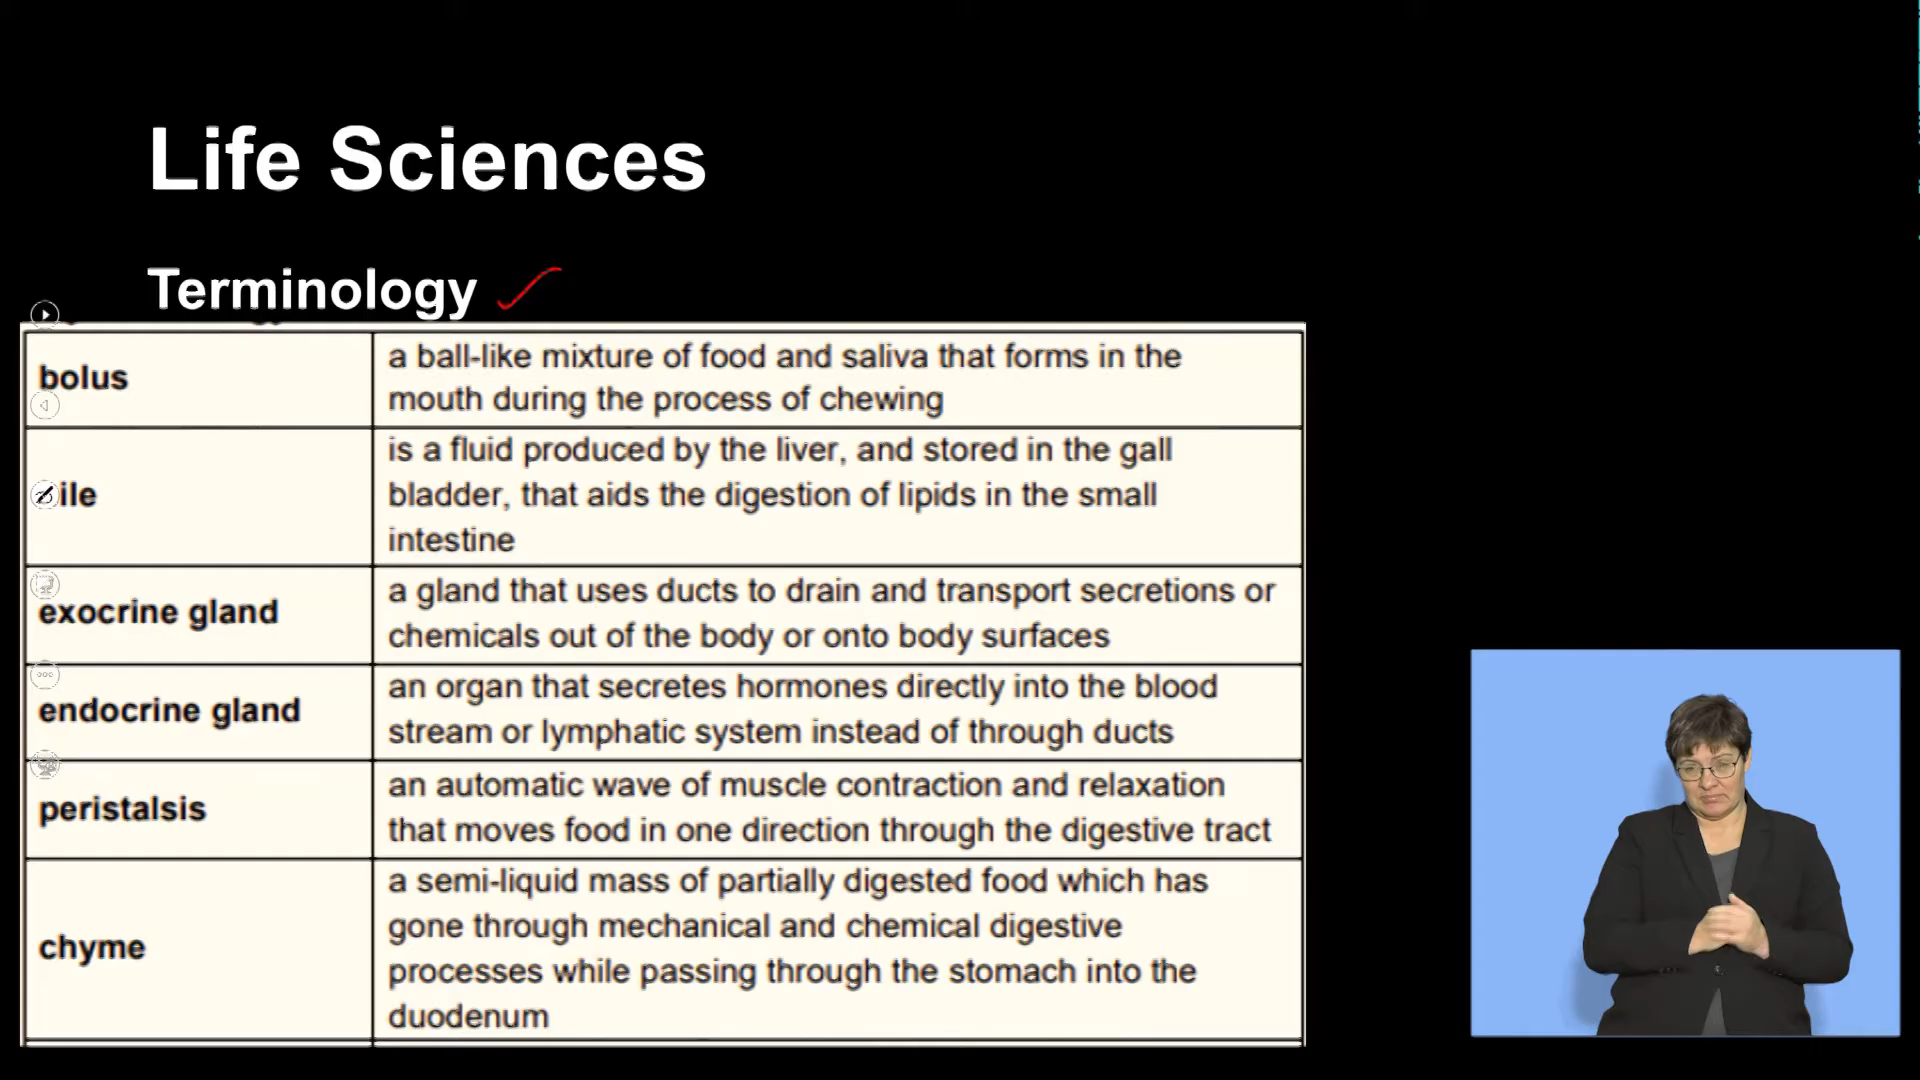 Life Sciences
Terminology
bolus
a ball-like mixture of food and saliva that forms in the
mouth during the process of chewing
ile
is a fluid produced by the liver, and stored in the gall
bladder, that aids the digestion of lipids in the small
intestine
exocrine gland
a gland that uses ducts to drain and transport secretions or
chemicals out of the body or onto body surfaces
endocrine gland
an organ that secretes hormones directly into the blood
stream or lymphatic system instead of through ducts
peristalsis
an automatic wave of muscle contraction and relaxation
that moves food in one direction through the digestive tract
chyme
a semi-liquid mass of partially digested food which has
gone through mechanical and chemical digestive
processes while passing through the stomach into the
duodenum